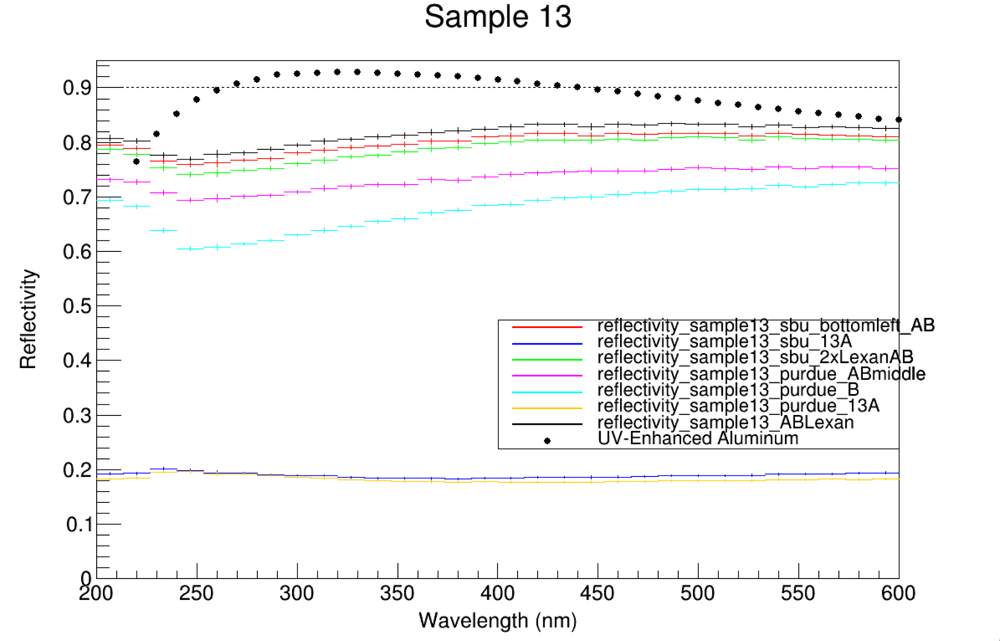 Sample 13
0.9
0.8
0.7
0.6
0.5
0.4
0.3
0.2
0.1
0
Reflectivity
reflectivity_sample13_sbu_bottomleft_AB
reflectivity_sample13_sbu_13A
reflectivity_sample13_sbu_2xLexanAB
reflectivity_sample13_purdue_ABmiddle
reflectivity_sample13_purdue_B
reflectivity_sample13_purdue_13A
reflectivity_sample13_ABLexan
UV-Enhanced Aluminum
200 250 300 350 400 450 500 550 600
Wavelength (nm)